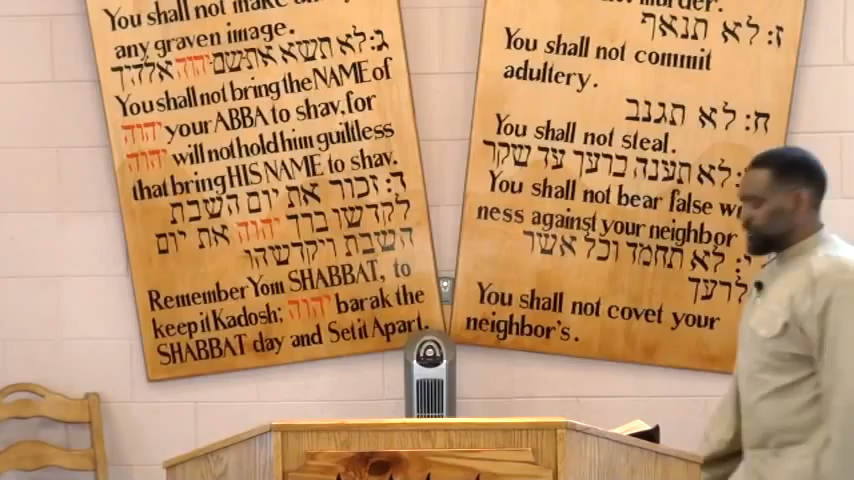 You shall not make
any graven image.
ג: לא תשא את-שם יהוה אלהיך
You shall not bring the NAME of
יהוה your ABBA to shav, for
יהוה will not hold him guiltless
that bring HIS NAME to shav.
ד: זכור את יום השבת
לקדשו ברך יהוה את יום
השבת ויקדשהו
Remember Yom SHABBAT, to
keep it Kadosh; יהוה barak the
SHABBAT day and Set it Apart.
murder.
ז: לא תנאף
You shall not commit
adultery.
ח: לא תגנב
You shall not steal.
לא תענה ברעך עד שקר
You shall not bear false
ness against your neighbor
י: לא תחמד וכל אשר
לרעך
You shall not covet your
neighbor's.